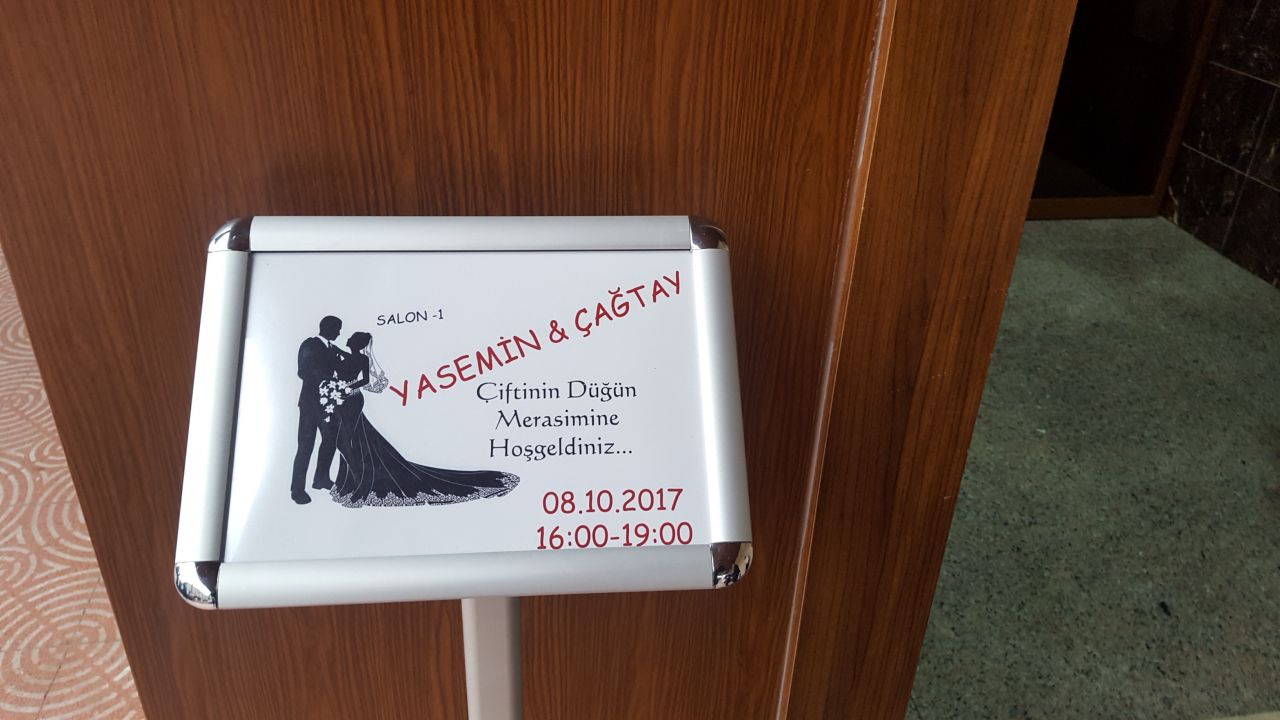 SALON -1
YASEMİN & ÇAĞTAY
Çiftinin Düğün
Merasimine
Hoşgeldiniz...
08.10.2017
16:00-19:00